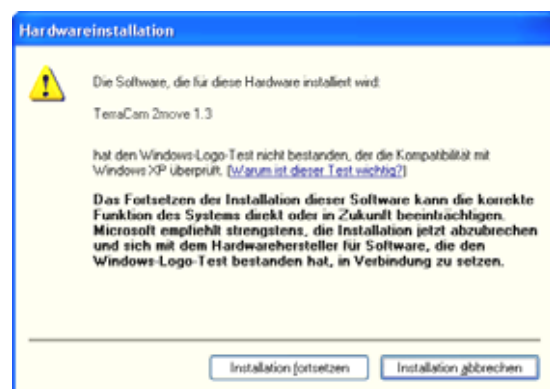 Hardwareinstallation
Die Software, die für diese Hardware installiert wird:
TerraCam 2move 1.3
hat den Windows-Logo-Test nicht bestanden, der die Kompatibilität mit
Windows XP überprüft. (Warum ist dieser Test wichtig?)
Das Fortsetzen der Installation dieser Software kann die korrekte
Funktion des Systems direkt oder in Zukunft beeinträchtigen.
Microsoft empfiehlt strengstens, die Installation jetzt abzubrechen
und sich mit dem Hardwarehersteller für Software, die den
Windows-Logo-Test bestanden hat, in Verbindung zu setzen.
Installation fortsetzen
Installation abbrechen